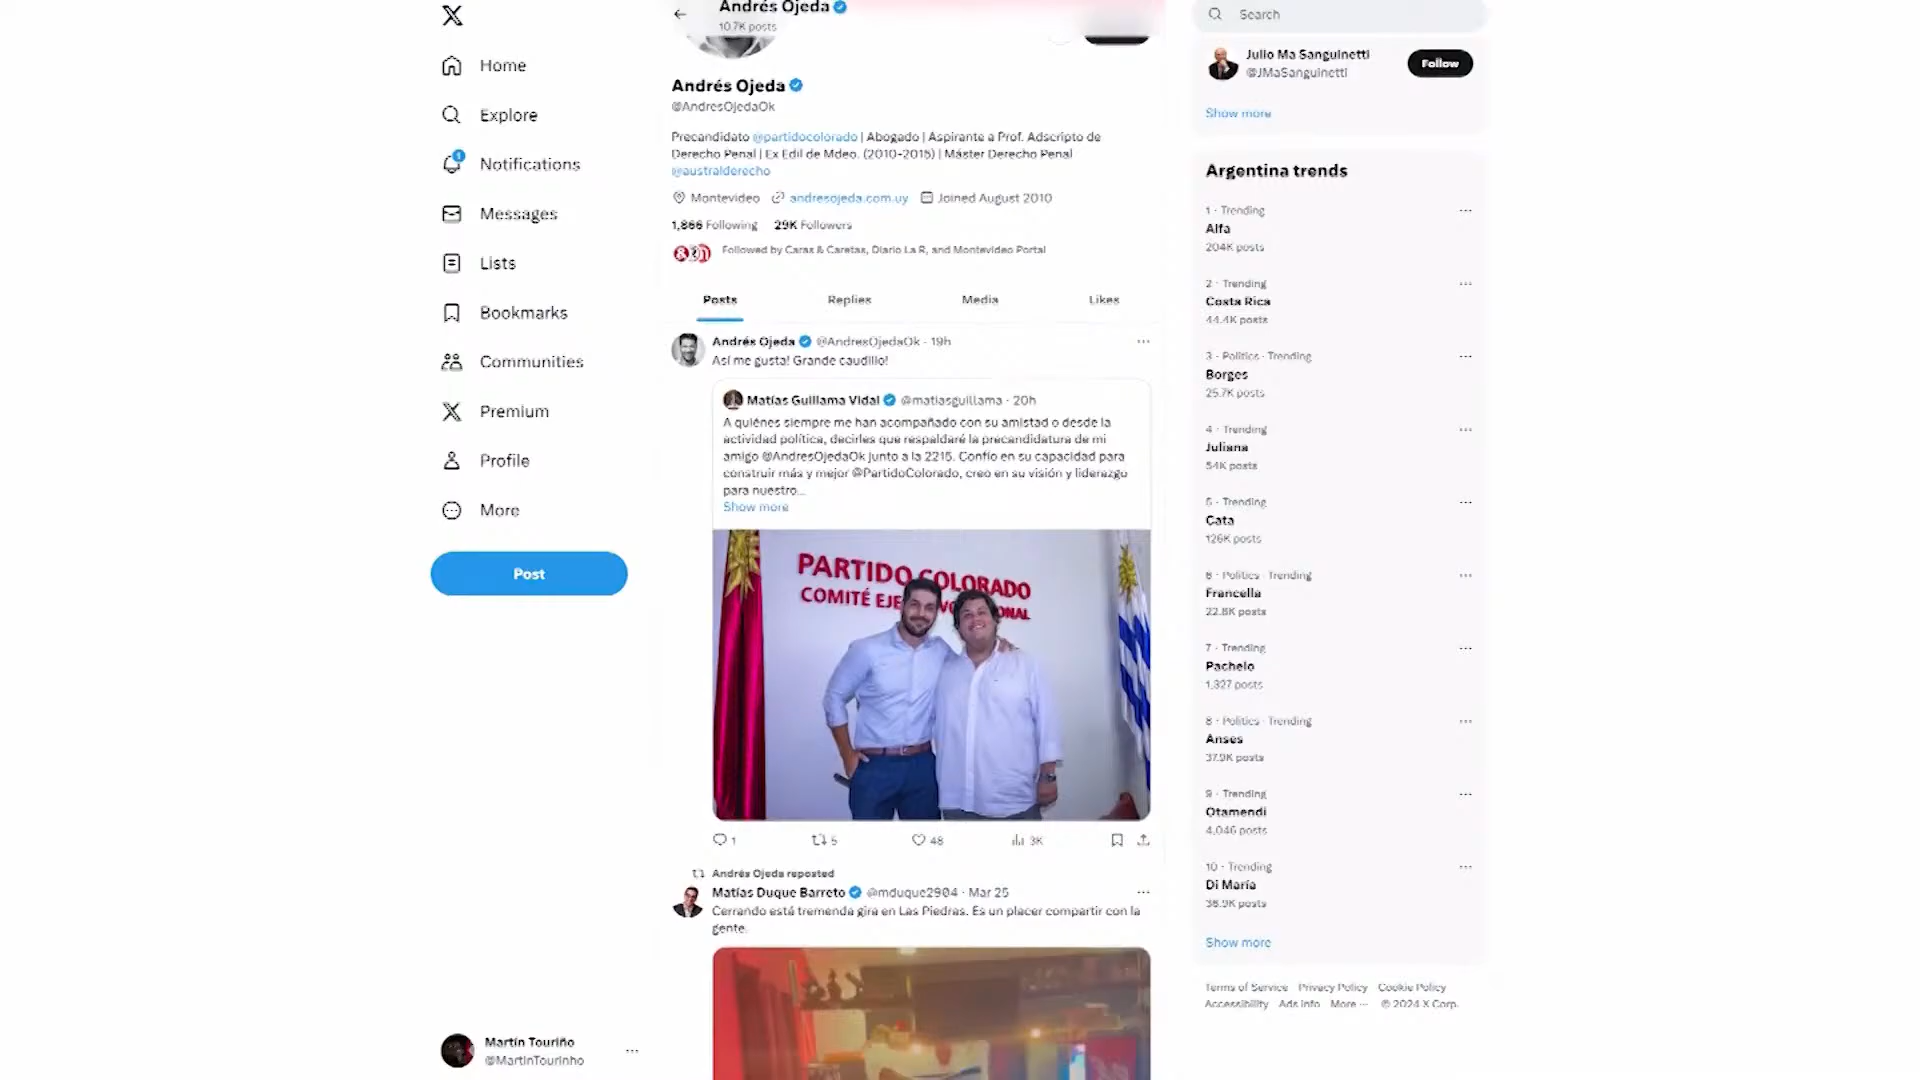 Home
Explore
1
Notifications
Messages
Lists
Bookmarks
Communities
Premium
Profile
More
Post
Martín Touriño
@MartinTourinho
Andrés Ojeda
10.7K posts
Andrés Ojeda
@AndresOjedaOk
Precandidato @partidocolorado | Abogado | Aspirante a Prof. Adscripto de
Derecho Penal | Ex Edil de Mdeo. (2010-2015) | Máster Derecho Penal
@australderecho
Montevideo andresojeda.com.uy Joined August 2010
1,866 Following 29K Followers
Followed by Caras & Caretas, Diario La R, and Montevideo Portal
Posts Replies Media Likes
Andrés Ojeda @AndresOjedaOk · 19h
Así me gusta! Grande caudillo!
Matías Guillama Vidal @matiasguillama · 20h
A quiénes siempre me han acompañado con su amistad o desde la
actividad política, decirles que respaldaré la precandidatura de mi
amigo @AndresOjedaOk junto a la 2215. Confío en su capacidad para
construir más y mejor @PartidoColorado, creo en su visión y liderazgo
para nuestro...
Show more
PARTIDO COLORADO
COMITÉ EJE
1 5 48 3K
Andrés Ojeda reposted
Matías Duque Barreto @mduque2904 · Mar 25
Cerrando está tremenda gira en Las Piedras. Es un placer compartir con la
gente.
Search
Julio Ma Sanguinetti
@JMaSanguinetti
Follow
Show more
Argentina trends
1 · Trending ...
Alfa
204K posts
2 · Trending ...
Costa Rica
44.4K posts
3 · Politics · Trending ...
Borges
25.7K posts
4 · Trending ...
Juliana
54K posts
5 · Trending ...
Cata
126K posts
6 · Politics · Trending ...
Francella
22.8K posts
7 · Trending ...
Pachelo
1,327 posts
8 · Politics · Trending ...
Anses
37.9K posts
9 · Trending ...
Otamendi
4,046 posts
10 · Trending ...
Di María
38.9K posts
Show more
Terms of Service Privacy Policy Cookie Policy
Accessibility Ads info More ... © 2024 X Corp.